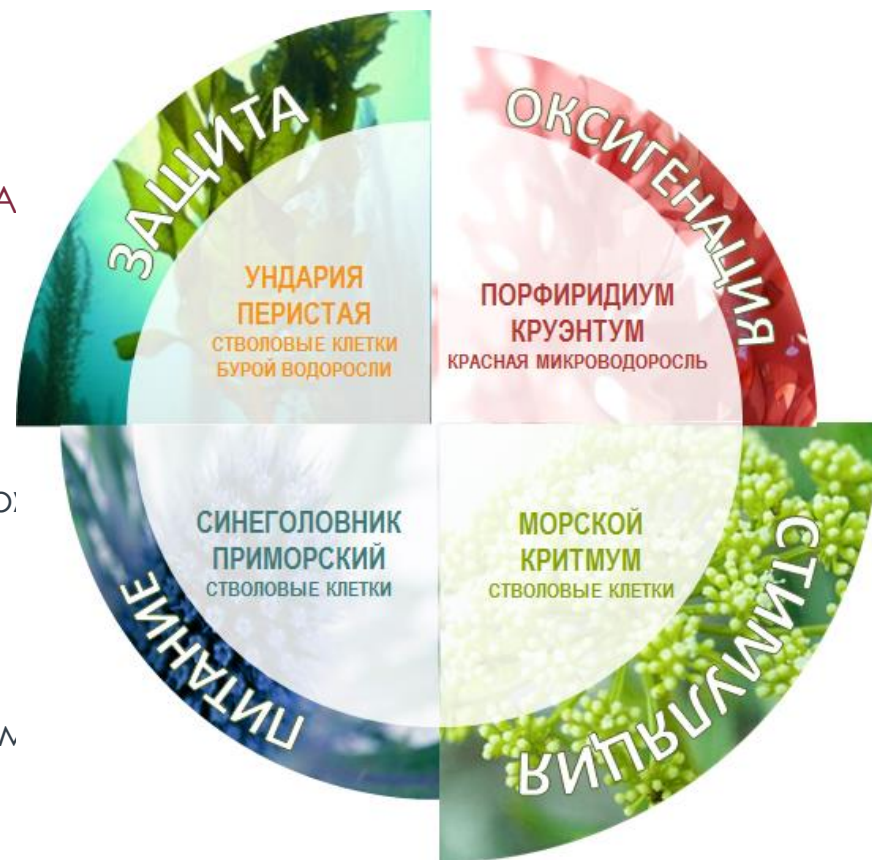 ЗАЩИТА
УНДАРИЯ
ПЕРИСТАЯ
СТВОЛОВЫЕ КЛЕТКИ
БУРОЙ ВОДОРОСЛИ
ОКСИГЕНАЦИЯ
ПОРФИРИДИУМ
КРУЭНТУМ
КРАСНАЯ МИКРОВОДОРОСЛЬ
СИНЕГОЛОВНИК
ПРИМОРСКИЙ
СТВОЛОВЫЕ КЛЕТКИ
ПИТАНИЕ
МОРСКОЙ
КРИТМУМ
СТВОЛОВЫЕ КЛЕТКИ
СТИМУЛЯЦИЯ